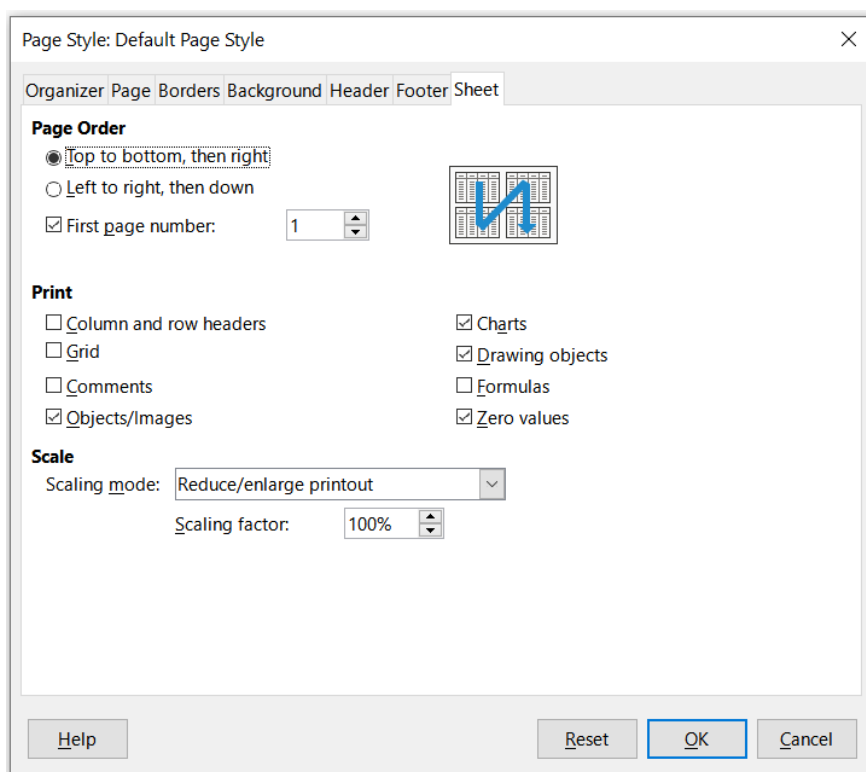 Page Style: Default Page Style
Organizer Page Borders Background Header Footer Sheet
Page Order
Top to bottom, then right
Left to right, then down
First page number: 1
Print
Column and row headers
Charts
Grid
Drawing objects
Comments
Formulas
Objects/Images
Zero values
Scale
Scaling mode: Reduce/enlarge printout
Scaling factor: 100%
Help Reset OK Cancel